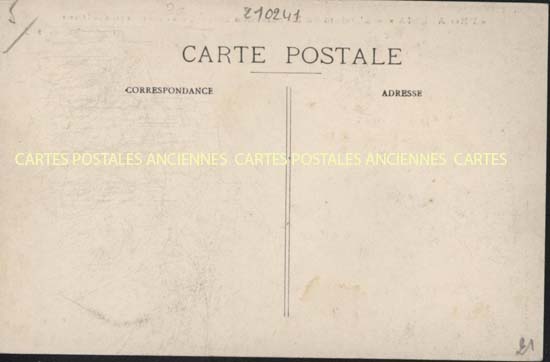 210241
CARTE POSTALE
CORRESPONDANCE
ADRESSE
CARTES POSTALES ANCIENNES CARTES POSTALES ANCIENNES CARTES
21